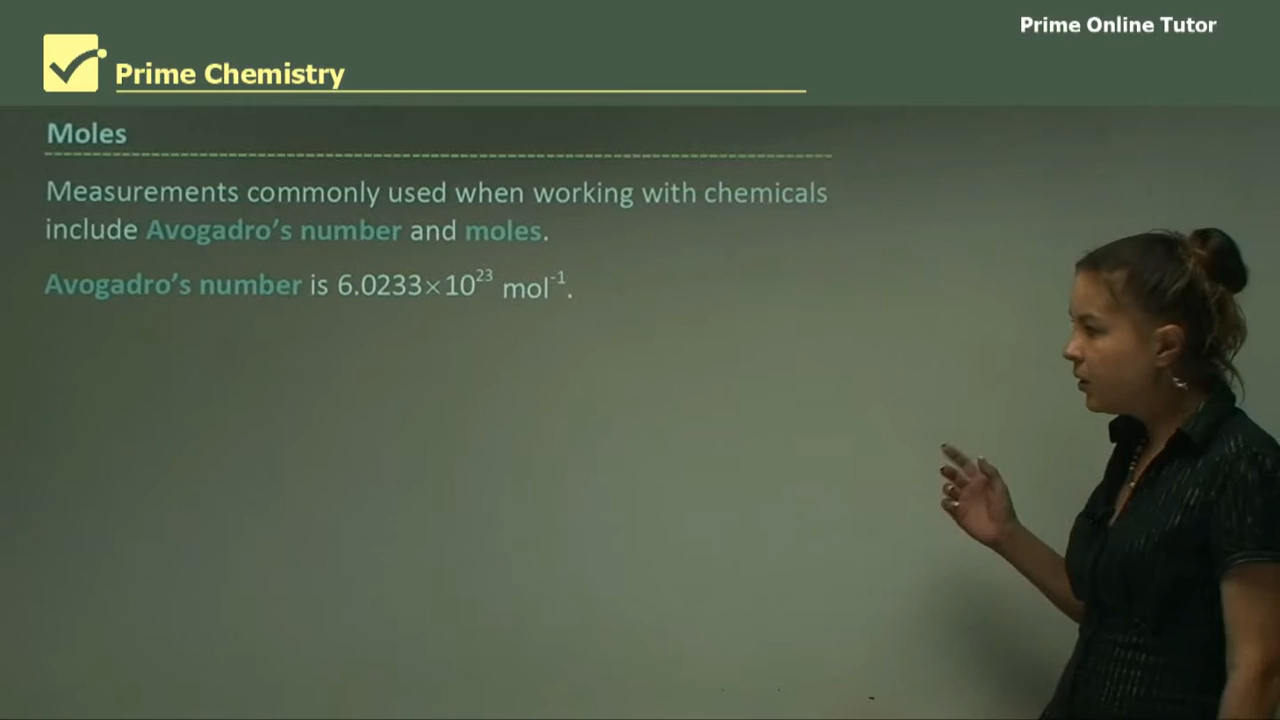 Prime Online Tutor
Prime Chemistry
Moles
Measurements commonly used when working with chemicals
include Avogadro’s number and moles.
Avogadro’s number is 6.0233×10²³ mol⁻¹.